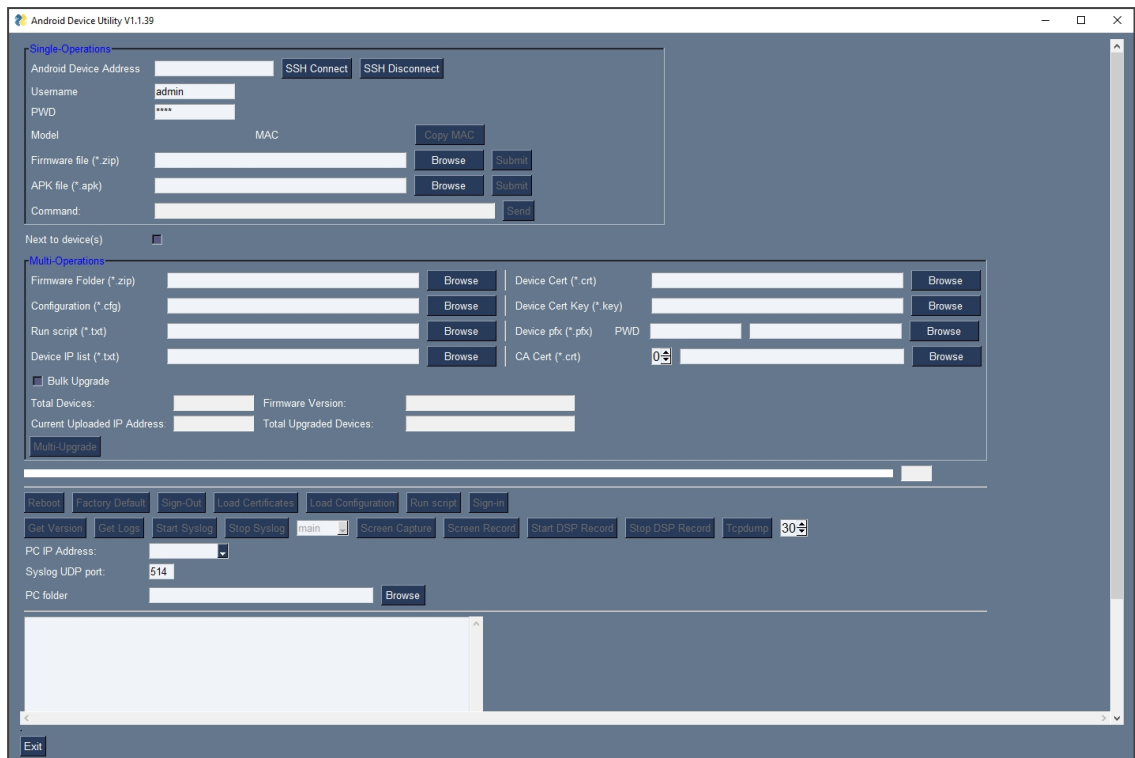 Android Device Utility V1.1.39
Single-Operations
Android Device Address SSH Connect SSH Disconnect
Username admin
PWD ****
Model MAC Copy MAC
Firmware file (*.zip) Browse Submit
APK file (*.apk) Browse Submit
Command: Send
Next to device(s)
Multi-Operations
Firmware Folder (*.zip) Browse Device Cert (*.crt) Browse
Configuration (*.cfg) Browse Device Cert Key (*.key) Browse
Run script (*.txt) Browse Device pfx (*.pfx) PWD Browse
Device IP list (*.txt) Browse CA Cert (*.crt) 0 Browse
Bulk Upgrade
Total Devices: Firmware Version:
Current Uploaded IP Address: Total Upgraded Devices:
Multi-Upgrade
Reboot Factory Default Sign-Out Load Certificates Load Configuration Run script Sign-in
Get Version Get Logs Start Syslog Stop Syslog main Screen Capture Screen Record Start DSP Record Stop DSP Record Tcpdump 30
PC IP Address:
Syslog UDP port: 514
PC folder Browse
Exit